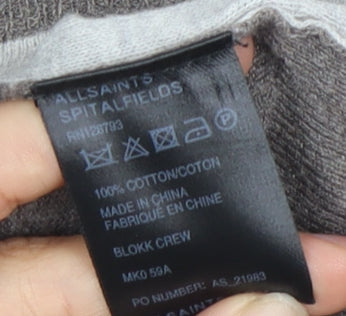 ALLSAINTS
SPITALFIELDS
RN128793
P
100% COTTON/COTON
MADE IN CHINA
FABRIQUÉ EN CHINE
BLOKK CREW
MK0 59A
PO NUMBER: AS_21983